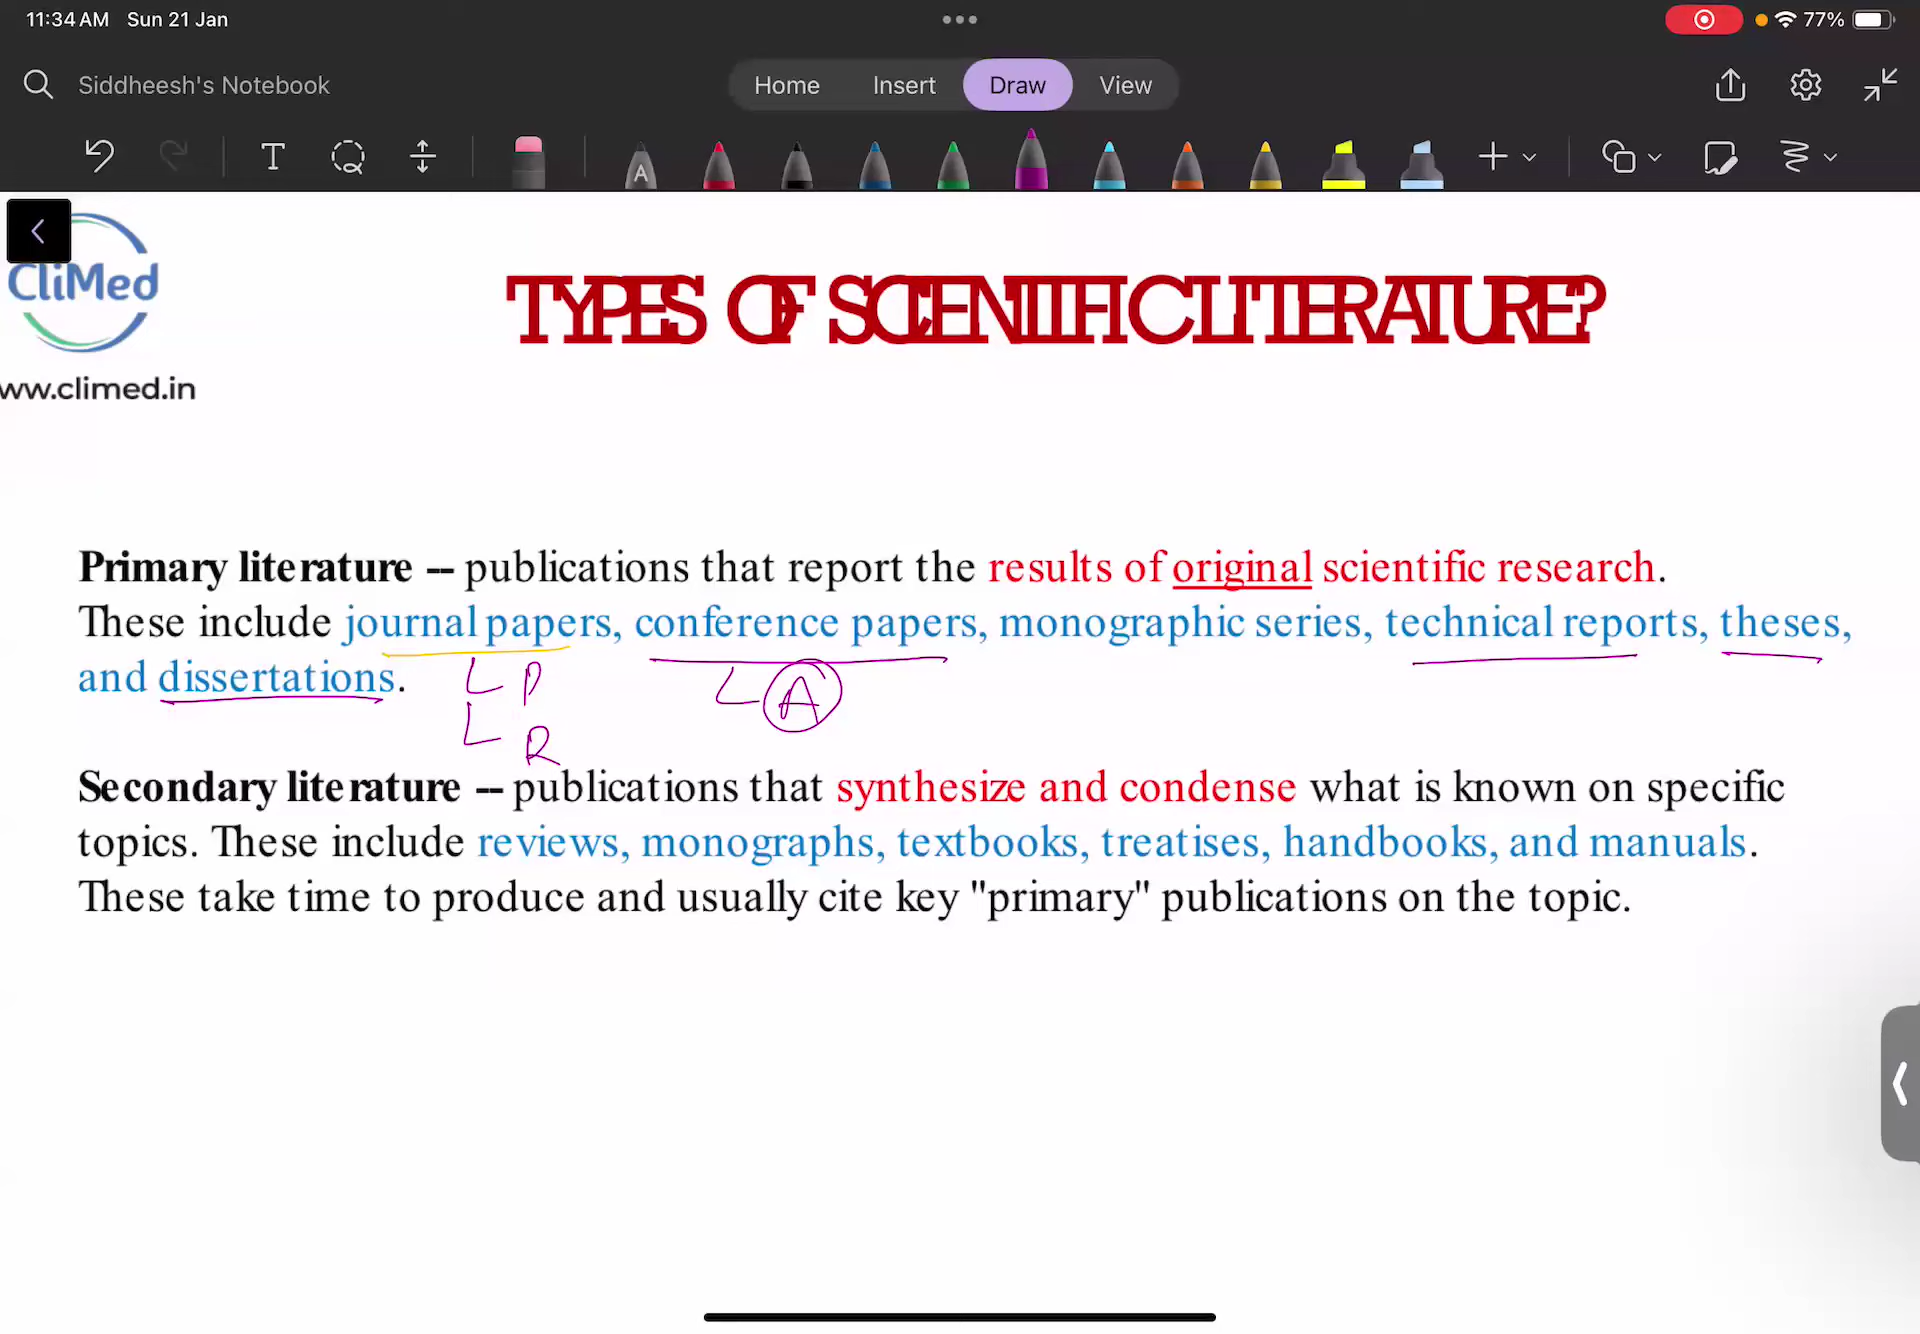 11:34 AM Sun 21 Jan
77%
Siddheesh's Notebook
Home Insert Draw View
T
A
CliMed
ww.climed.in
TYPES OF SCIENTIFIC LITERATURE?
Primary literature -- publications that report the results of original scientific research.
These include journal papers, conference papers, monographic series, technical reports, theses,
and dissertations.
P
A
R
Secondary literature -- publications that synthesize and condense what is known on specific
topics. These include reviews, monographs, textbooks, treatises, handbooks, and manuals.
These take time to produce and usually cite key "primary" publications on the topic.